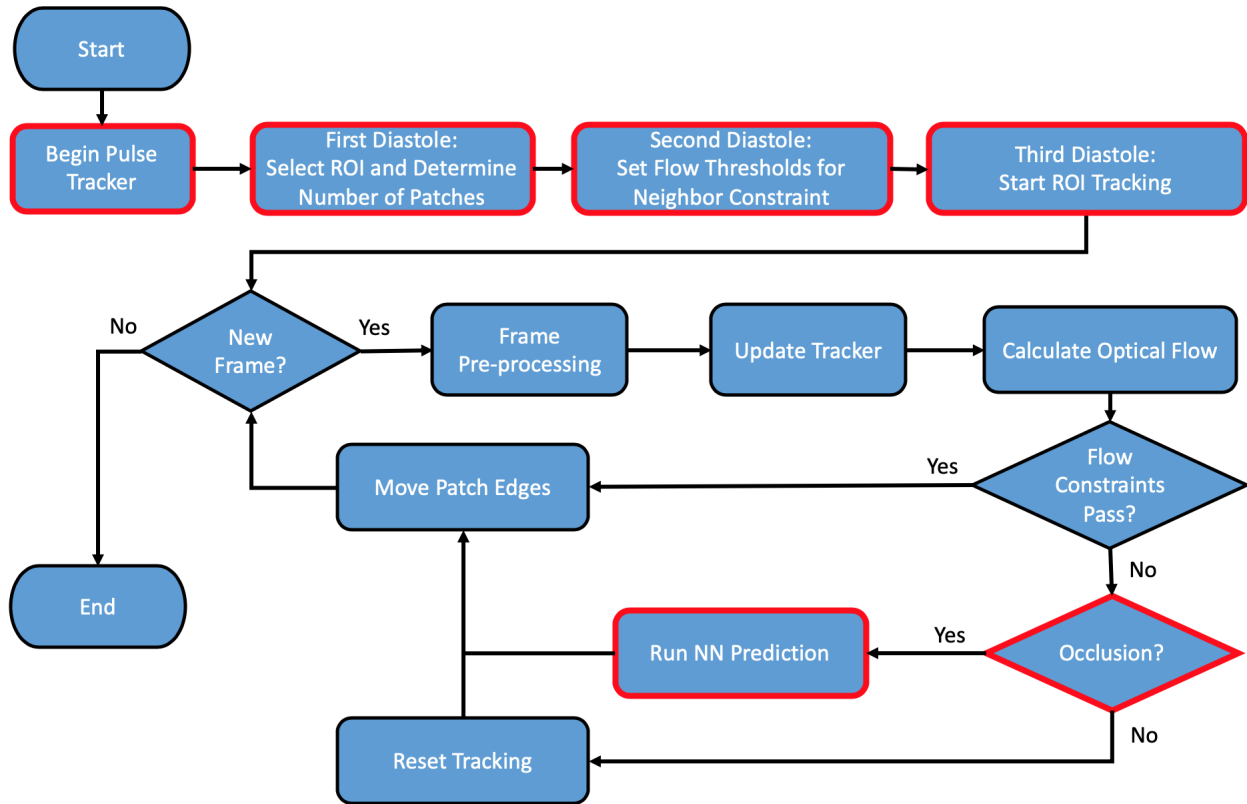 Start
Begin Pulse
Tracker
First Diastole:
Select ROI and Determine
Number of Patches
Second Diastole:
Set Flow Thresholds for
Neighbor Constraint
Third Diastole:
Start ROI Tracking
No
New
Frame?
Yes
Frame
Pre-processing
Update Tracker
Calculate Optical Flow
Move Patch Edges
Yes
Flow
Constraints
Pass?
No
End
Run NN Prediction
Yes
Occlusion?
No
Reset Tracking